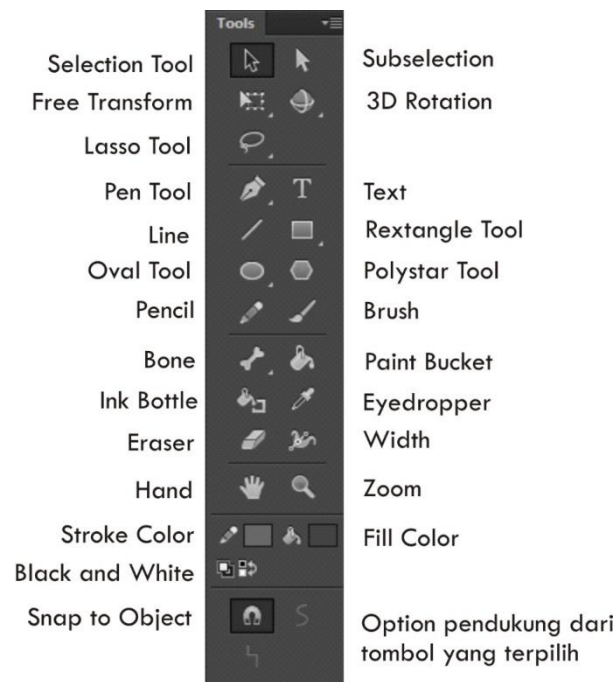 Tools
Selection Tool
Subselection
Free Transform
3D Rotation
Lasso Tool
Pen Tool
Text
Line
Rextangle Tool
Oval Tool
Polystar Tool
Pencil
Brush
Bone
Paint Bucket
Ink Bottle
Eyedropper
Eraser
Width
Hand
Zoom
Stroke Color
Fill Color
Black and White
Snap to Object
Option pendukung dari
tombol yang terpilih